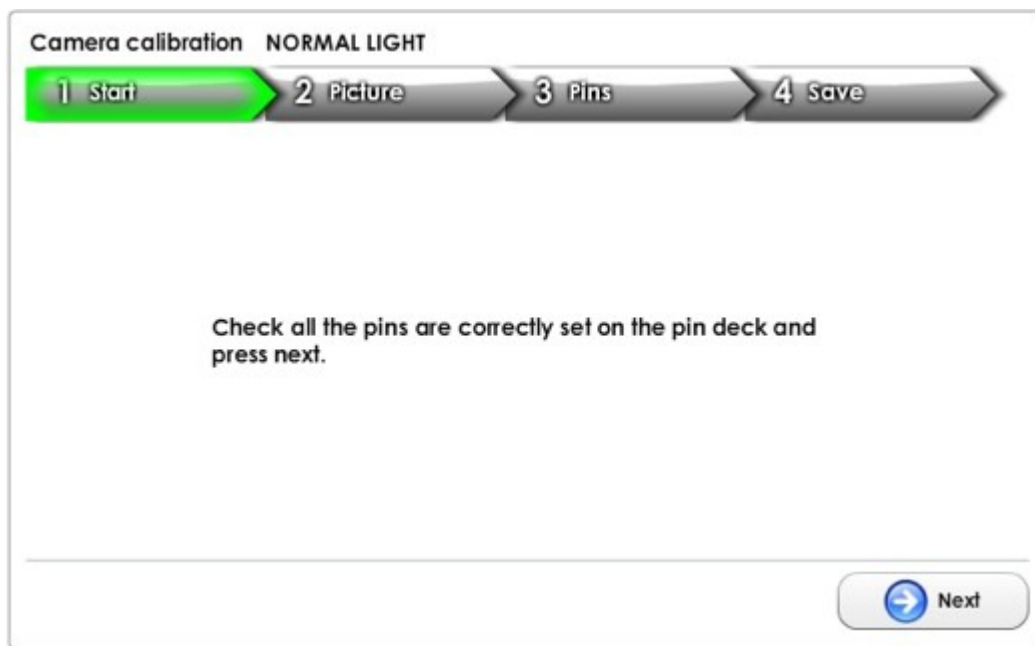 Camera calibration NORMAL LIGHT
1 Start 2 Picture 3 Pins 4 Save
Check all the pins are correctly set on the pin deck and
press next.
Next